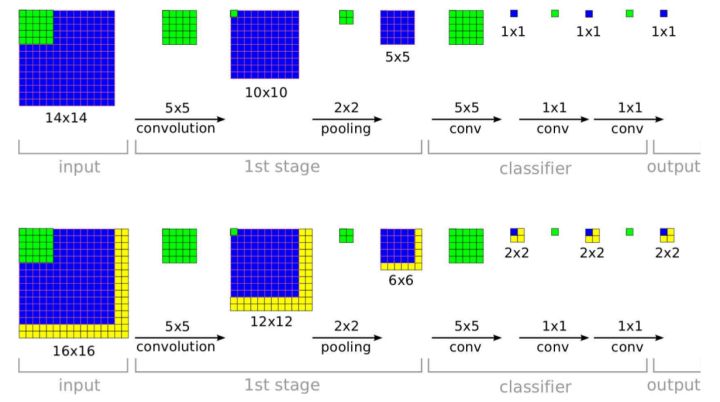 1x1 1x1 1x1
5x5
10x10
14x14
5x5 2x2 5x5 1x1 1x1
convolution pooling conv conv conv
input 1st stage classifier output
2x2 2x2 2x2
6x6
12x12
16x16
5x5 2x2 5x5 1x1 1x1
convolution pooling conv conv conv
input 1st stage classifier output